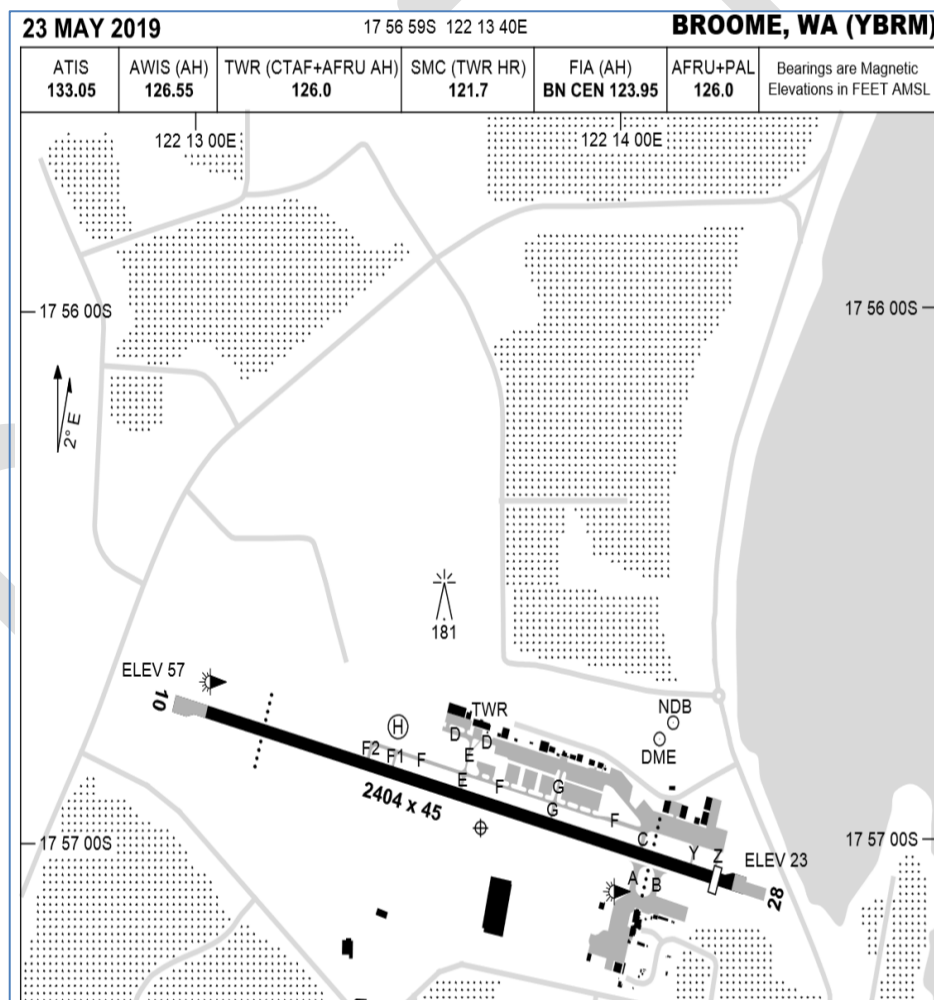 23 MAY 2019 17 56 59S 122 13 40E BROOME, WA (YBRM)
ATIS AWIS (AH) TWR (CTAF+AFRU AH) SMC (TWR HR) FIA (AH) AFRU+PAL Bearings are Magnetic
133.05 126.55 126.0 121.7 BN CEN 123.95 126.0 Elevations in FEET AMSL
122 13 00E 122 14 00E
17 56 00S 17 56 00S
2° E
181
ELEV 57
10
TWR
NDB
H
D
D
DME
F2
F1
F
E
E
F
G
G
2404 x 45
F
C
17 57 00S
17 57 00S
Y
Z
ELEV 23
A
B
28